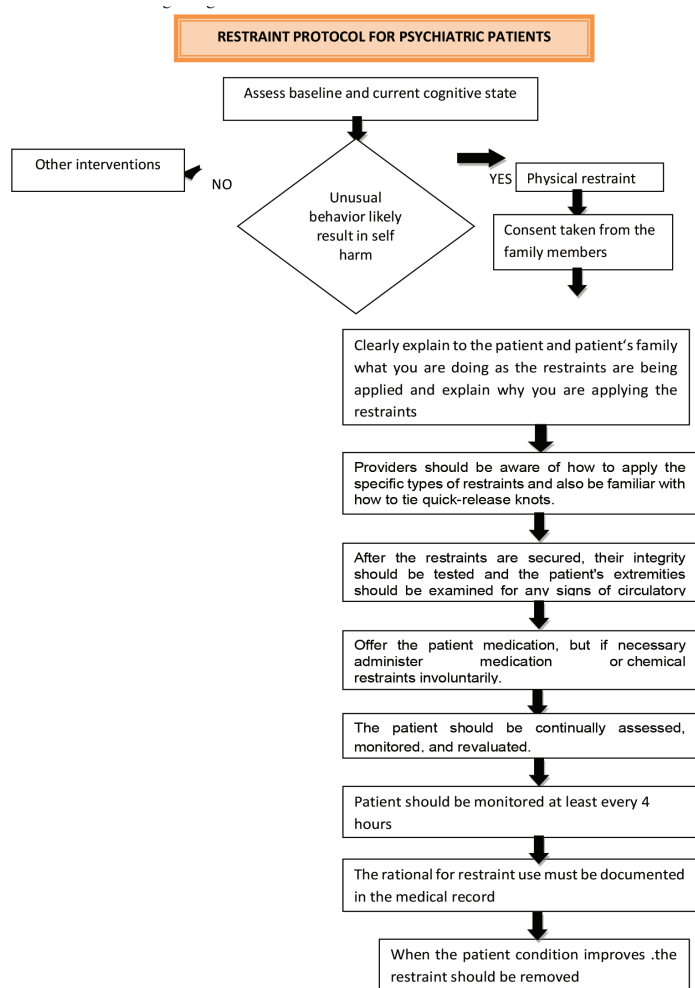 RESTRAINT PROTOCOL FOR PSYCHIATRIC PATIENTS
Assess baseline and current cognitive state
Other interventions
NO
Unusual
behavior likely
result in self
harm
YES
Physical restraint
Consent taken from the
family members
Clearly explain to the patient and patient‘s family
what you are doing as the restraints are being
applied and explain why you are applying the
restraints
Providers should be aware of how to apply the
specific types of restraints and also be familiar with
how to tie quick-release knots.
After the restraints are secured, their integrity
should be tested and the patient's extremities
should be examined for any signs of circulatory
Offer the patient medication, but if necessary
administer medication or chemical
restraints involuntarily.
The patient should be continually assessed,
monitored, and revaluated.
Patient should be monitored at least every 4
hours
The rational for restraint use must be documented
in the medical record
When the patient condition improves .the
restraint should be removed